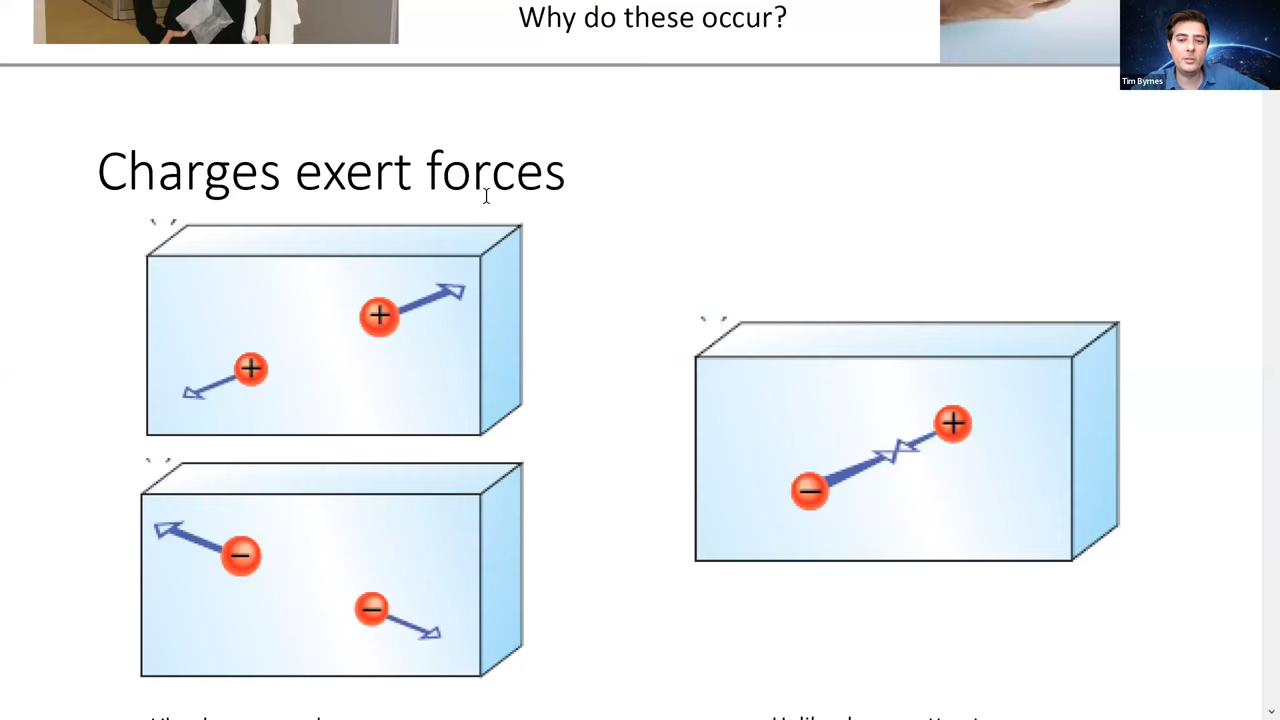 Why do these occur?
Tim Byrnes
Charges exert forces
+
+
+
−
−
−